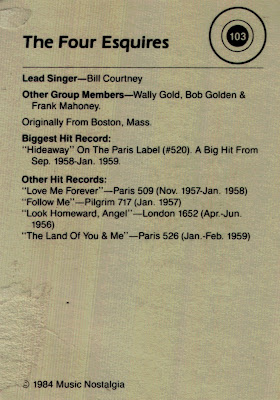 The Four Esquires
103
Lead Singer—Bill Courtney
Other Group Members—Wally Gold, Bob Golden &
Frank Mahoney.
Originally From Boston, Mass.
Biggest Hit Record:
"Hideaway" On The Paris Label (#520). A Big Hit From
Sep. 1958-Jan. 1959.
Other Hit Records:
"Love Me Forever"—Paris 509 (Nov. 1957-Jan. 1958)
"Follow Me"—Pilgrim 717 (Jan. 1957)
"Look Homeward, Angel"—London 1652 (Apr.-Jun.
1956)
"The Land Of You & Me"—Paris 526 (Jan.-Feb. 1959)
© 1984 Music Nostalgia